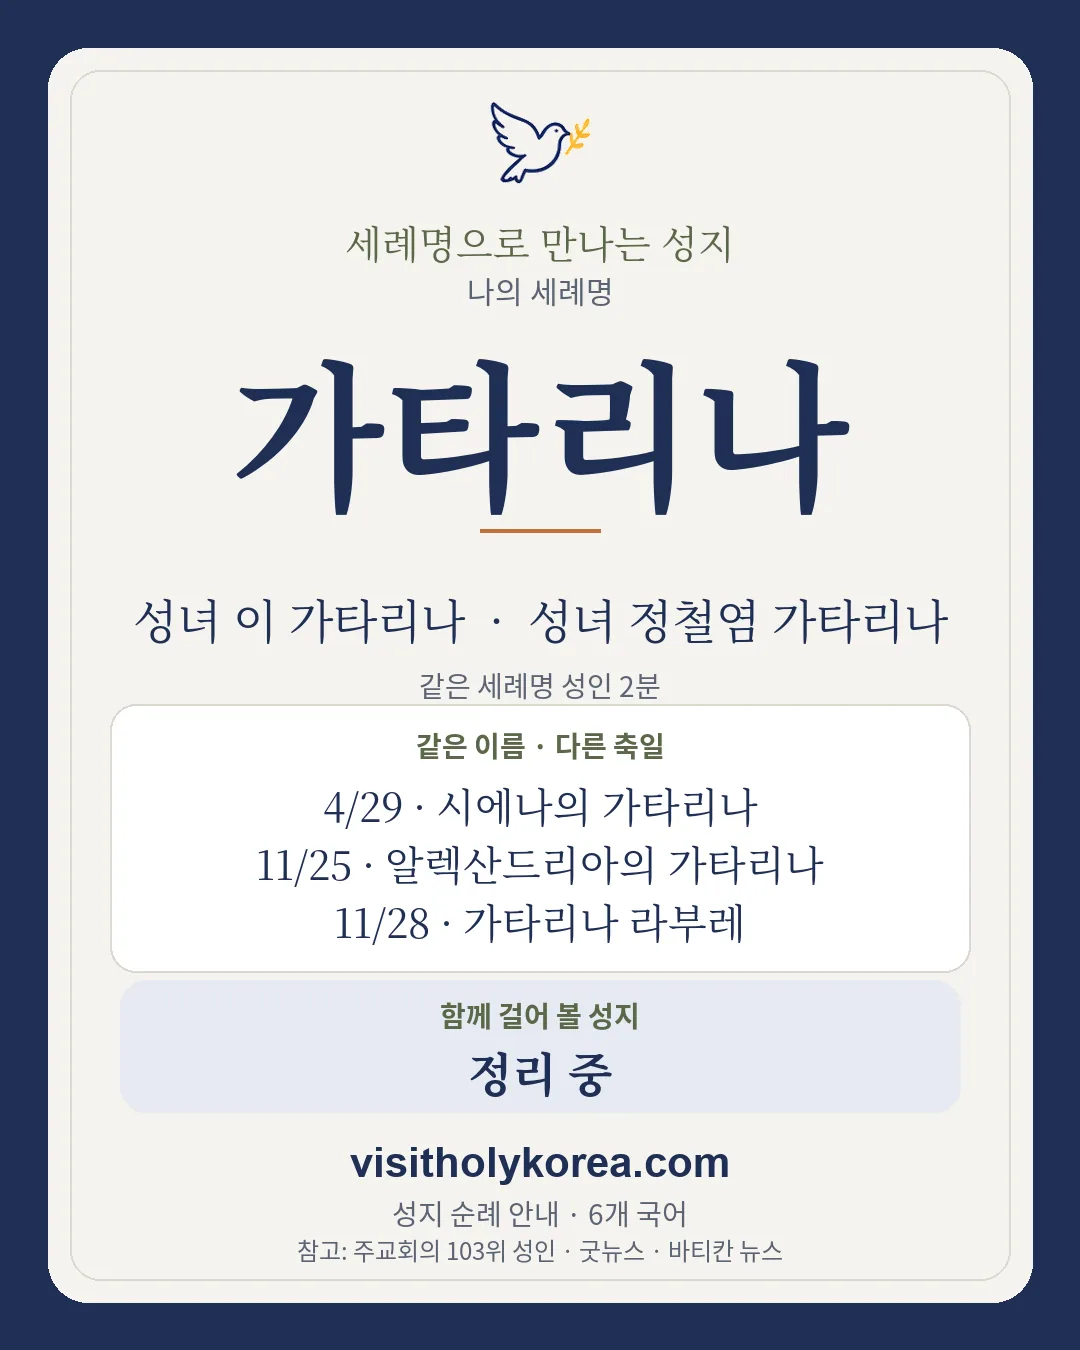 세례명으로 만나는 성지
나의 세례명
가타리나
성녀 이 가타리나 · 성녀 정철염 가타리나
같은 세례명 성인 2분
같은 이름 · 다른 축일
4/29 · 시에나의 가타리나
11/25 · 알렉산드리아의 가타리나
11/28 · 가타리나 라부레
함께 걸어 볼 성지
정리 중
visitholykorea.com
성지 순례 안내 · 6개 국어
참고: 주교회의 103위 성인 · 굿뉴스 · 바티칸 뉴스